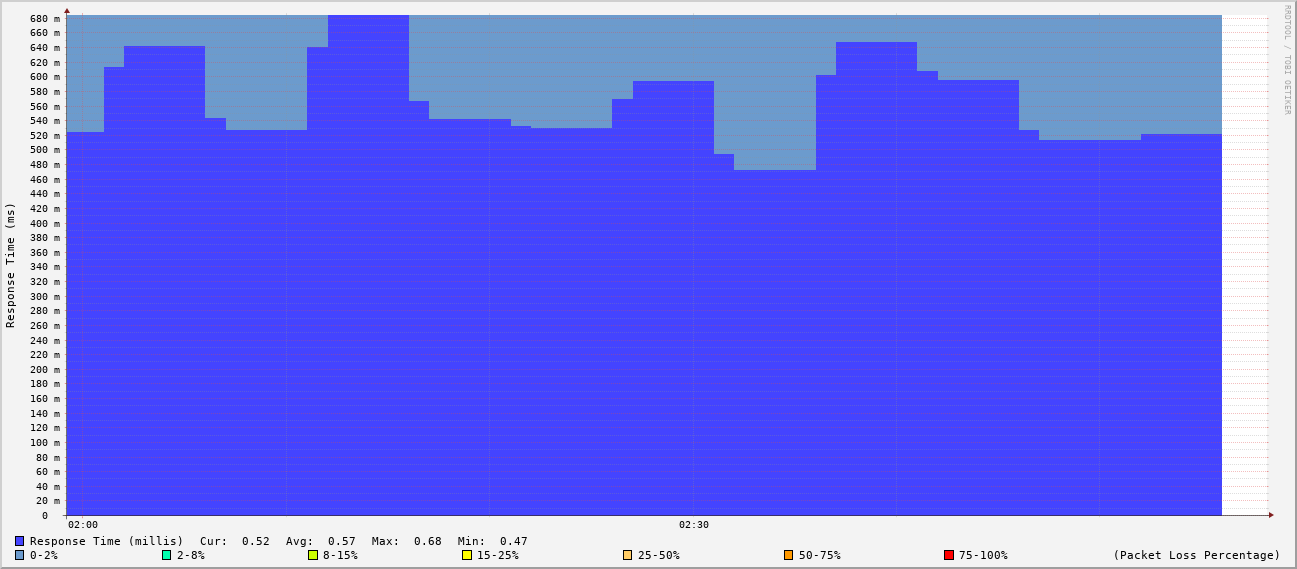 RRDTOOL / TOBI OETIKER
Response Time (ms)
680 m
660 m
640 m
620 m
600 m
580 m
560 m
540 m
520 m
500 m
480 m
460 m
440 m
420 m
400 m
380 m
360 m
340 m
320 m
300 m
280 m
260 m
240 m
220 m
200 m
180 m
160 m
140 m
120 m
100 m
80 m
60 m
40 m
20 m
0
02:00 02:30
Response Time (millis) Cur: 0.52 Avg: 0.57 Max: 0.68 Min: 0.47
0-2% 2-8% 8-15% 15-25% 25-50% 50-75% 75-100% (Packet Loss Percentage)